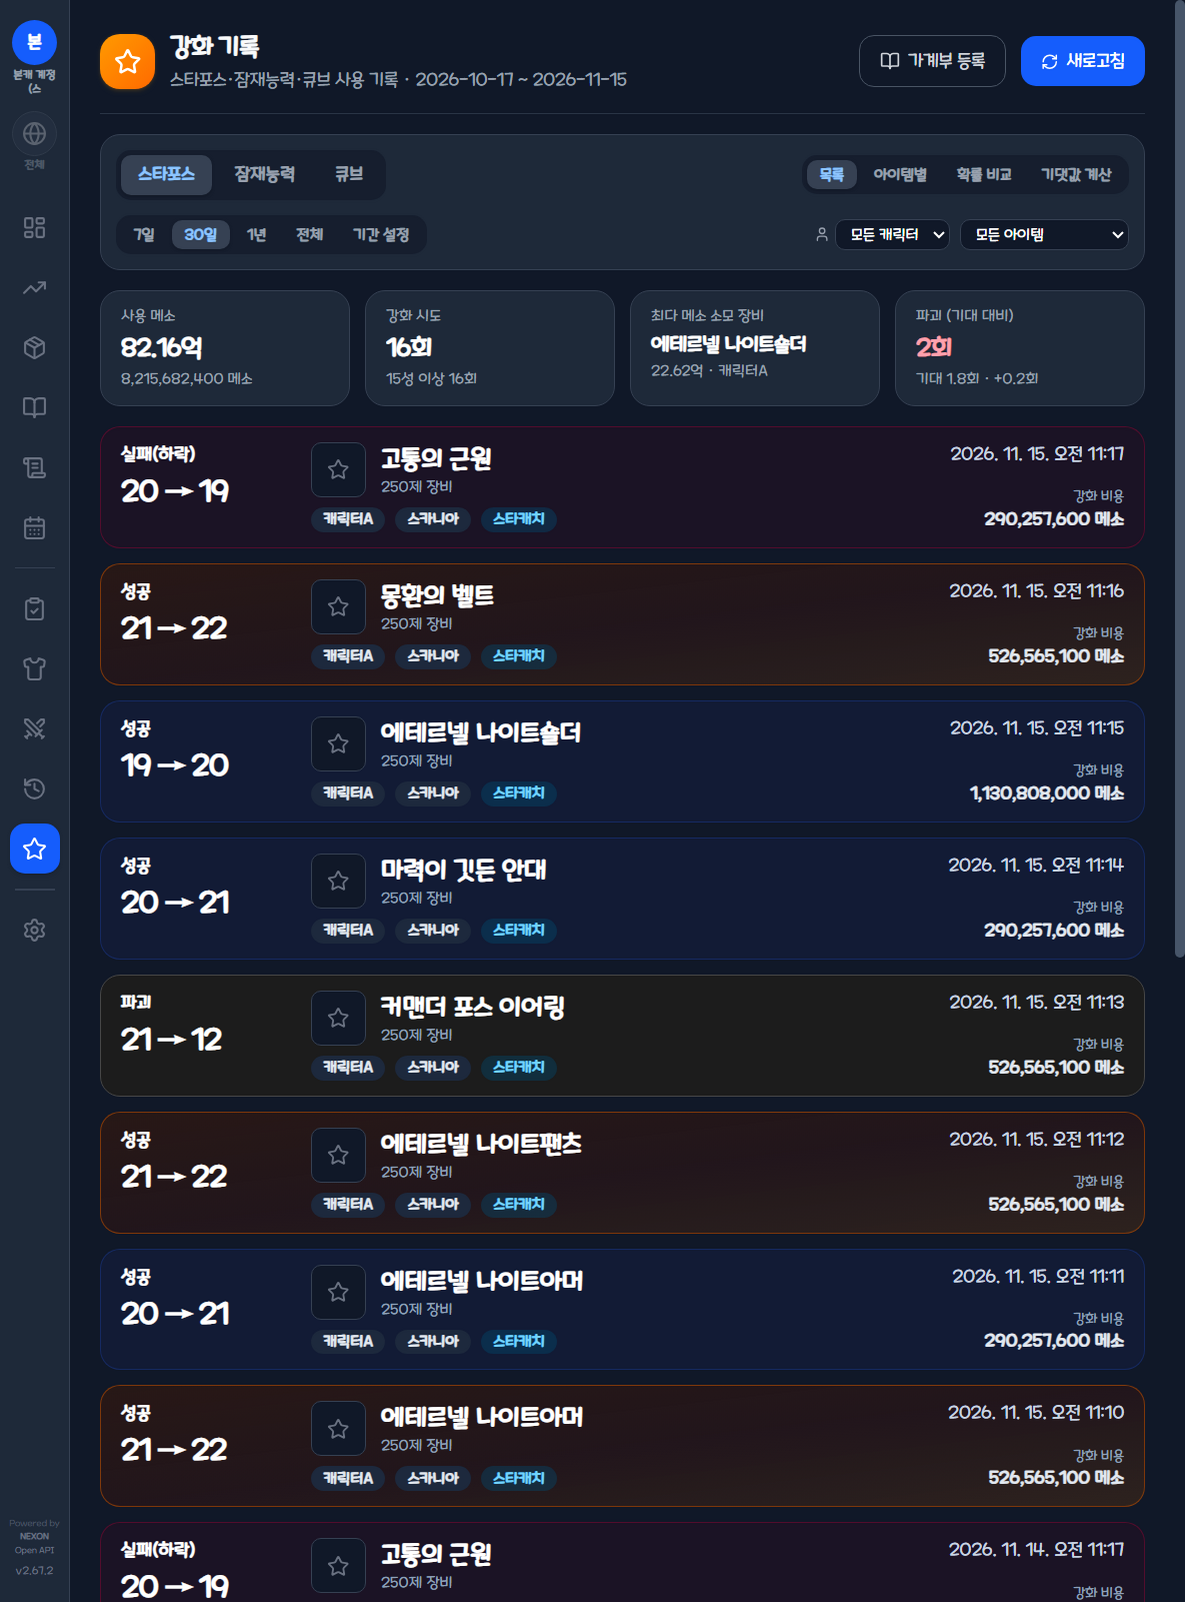 본
본캐 계정
(스
전체
Powered by
NEXON
Open API
v2.67.2
강화 기록
스타포스·잠재능력·큐브 사용 기록 · 2026-10-17 ~ 2026-11-15
가계부 등록
새로고침
스타포스 잠재능력 큐브
목록 아이템별 확률 비교 기댓값 계산
7일 30일 1년 전체 기간 설정
모든 캐릭터 모든 아이템
사용 메소
82.16억
8,215,682,400 메소
강화 시도
16회
15성 이상 16회
최다 메소 소모 장비
에테르넬 나이트숄더
22.62억 · 캐릭터A
파괴 (기대 대비)
2회
기대 1.8회 · +0.2회
실패(하락)
20 → 19
고통의 근원
250제 장비
캐릭터A 스카니아 스타캐치
2026. 11. 15. 오전 11:17
강화 비용
290,257,600 메소
성공
21 → 22
몽환의 벨트
250제 장비
캐릭터A 스카니아 스타캐치
2026. 11. 15. 오전 11:16
강화 비용
526,565,100 메소
성공
19 → 20
에테르넬 나이트숄더
250제 장비
캐릭터A 스카니아 스타캐치
2026. 11. 15. 오전 11:15
강화 비용
1,130,808,000 메소
성공
20 → 21
마력이 깃든 안대
250제 장비
캐릭터A 스카니아 스타캐치
2026. 11. 15. 오전 11:14
강화 비용
290,257,600 메소
파괴
21 → 12
커맨더 포스 이어링
250제 장비
캐릭터A 스카니아 스타캐치
2026. 11. 15. 오전 11:13
강화 비용
526,565,100 메소
성공
21 → 22
에테르넬 나이트팬츠
250제 장비
캐릭터A 스카니아 스타캐치
2026. 11. 15. 오전 11:12
강화 비용
526,565,100 메소
성공
20 → 21
에테르넬 나이트아머
250제 장비
캐릭터A 스카니아 스타캐치
2026. 11. 15. 오전 11:11
강화 비용
290,257,600 메소
성공
21 → 22
에테르넬 나이트아머
250제 장비
캐릭터A 스카니아 스타캐치
2026. 11. 15. 오전 11:10
강화 비용
526,565,100 메소
실패(하락)
20 → 19
고통의 근원
250제 장비
2026. 11. 14. 오전 11:17
강화 비용